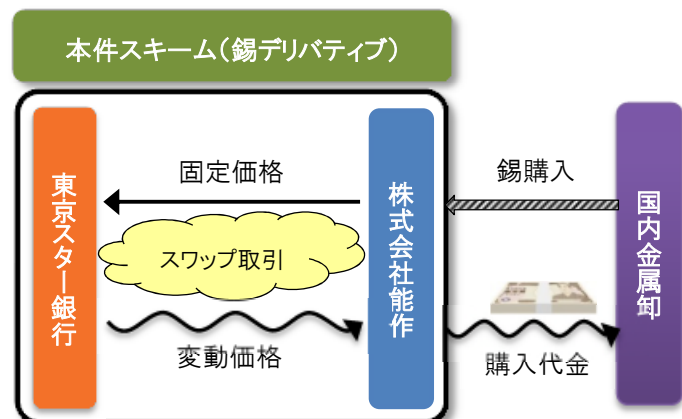 本件スキーム（錫デリバティブ）
東京スター銀行
固定価格
スワップ取引
変動価格
株式会社能作
錫購入
購入代金
国内金属卸